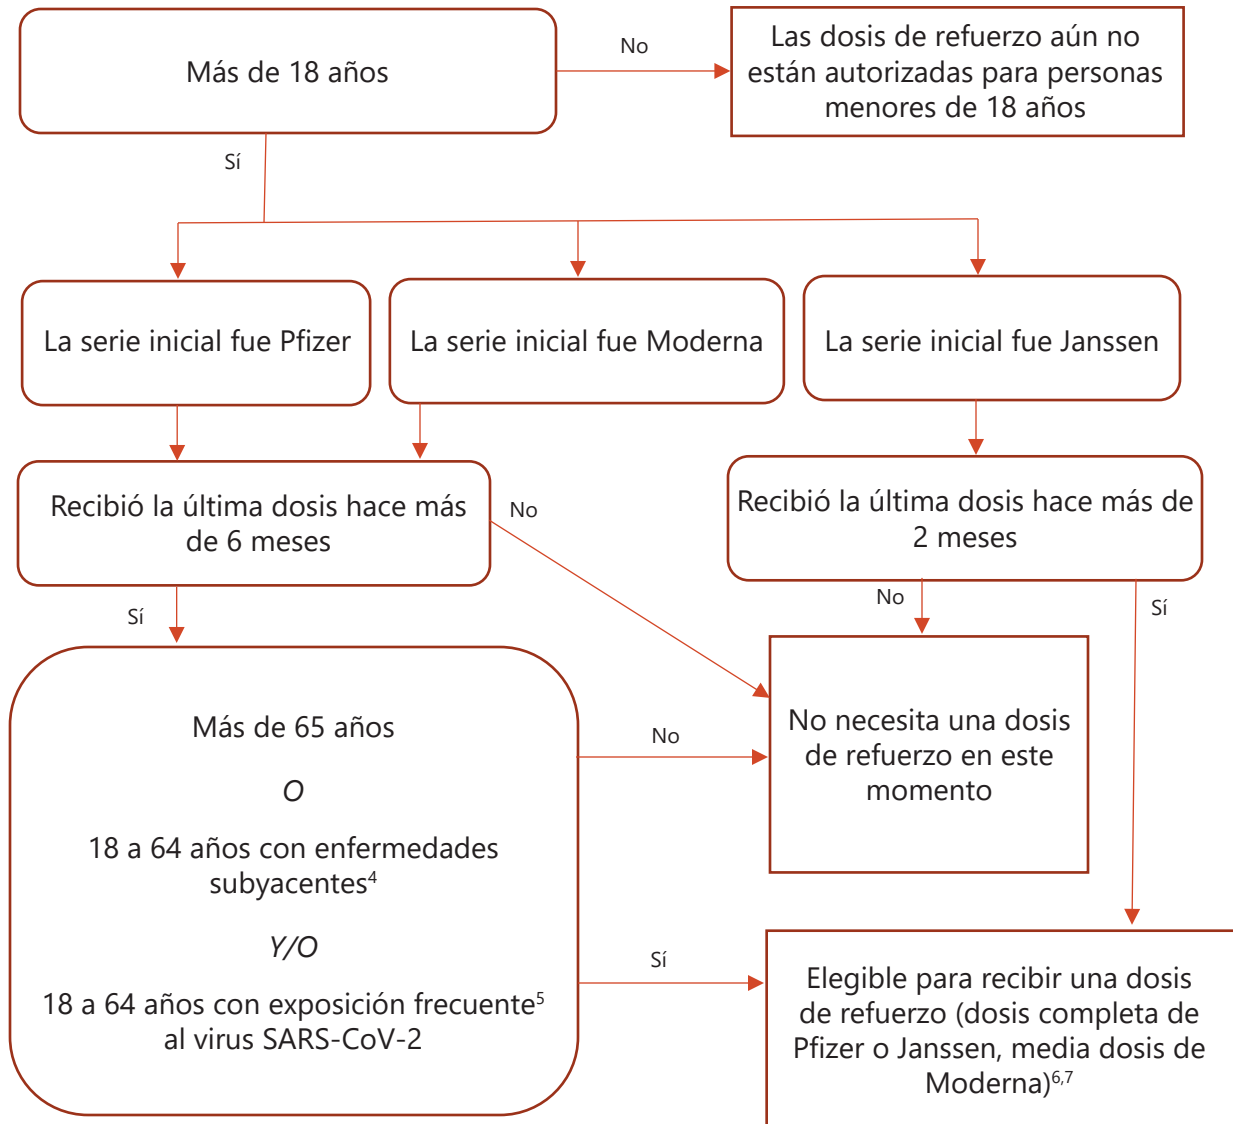 Más de 18 años
No
Las dosis de refuerzo aún no
están autorizadas para personas
menores de 18 años
Sí
La serie inicial fue Pfizer
La serie inicial fue Moderna
La serie inicial fue Janssen
Recibió la última dosis hace más
de 6 meses
No
Recibió la última dosis hace más de
2 meses
Sí
No
Sí
Más de 65 años
O
18 a 64 años con enfermedades
subyacentes⁴
Y/O
18 a 64 años con exposición frecuente⁵
al virus SARS-CoV-2
No
No necesita una dosis
de refuerzo en este
momento
Sí
Elegible para recibir una dosis
de refuerzo (dosis completa de
Pfizer o Janssen, media dosis de
Moderna)⁶,⁷